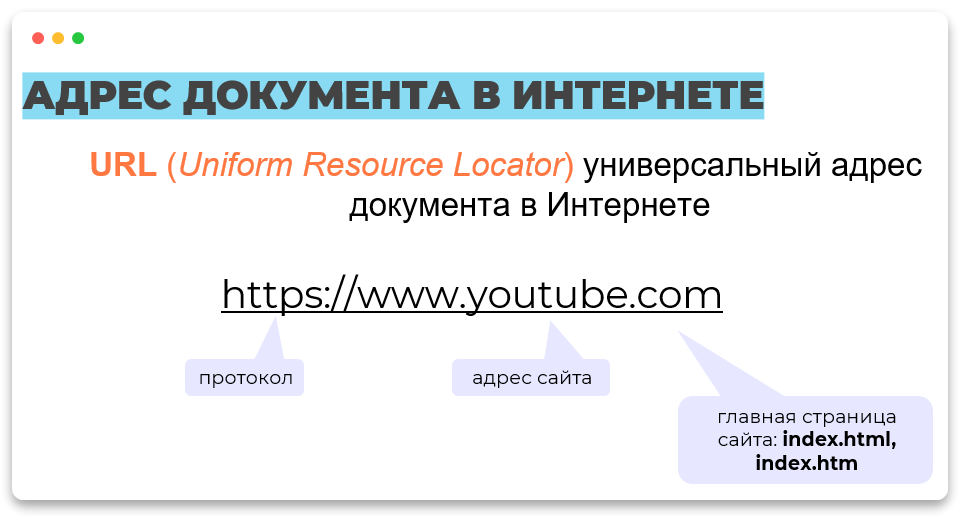 АДРЕС ДОКУМЕНТА В ИНТЕРНЕТЕ
URL (Uniform Resource Locator) универсальный адрес
документа в Интернете
https://www.youtube.com
протокол
адрес сайта
главная страница
сайта: index.html,
index.htm